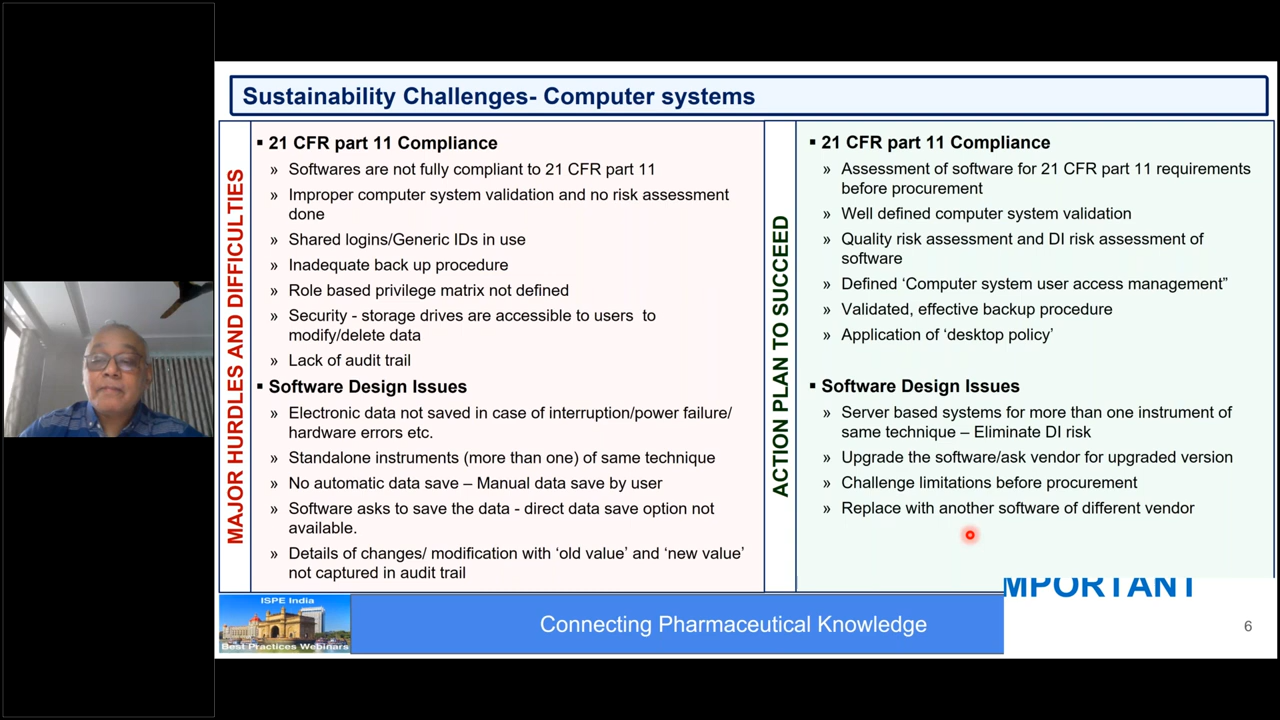 Sustainability Challenges- Computer systems
MAJOR HURDLES AND DIFFICULTIES
▪ 21 CFR part 11 Compliance
» Softwares are not fully compliant to 21 CFR part 11
» Improper computer system validation and no risk assessment
done
» Shared logins/Generic IDs in use
» Inadequate back up procedure
» Role based privilege matrix not defined
» Security - storage drives are accessible to users to
modify/delete data
» Lack of audit trail
▪ Software Design Issues
» Electronic data not saved in case of interruption/power failure/
hardware errors etc.
» Standalone instruments (more than one) of same technique
» No automatic data save – Manual data save by user
» Software asks to save the data - direct data save option not
available.
» Details of changes/ modification with ‘old value’ and ‘new value’
not captured in audit trail
ACTION PLAN TO SUCCEED
▪ 21 CFR part 11 Compliance
» Assessment of software for 21 CFR part 11 requirements
before procurement
» Well defined computer system validation
» Quality risk assessment and DI risk assessment of
software
» Defined ‘Computer system user access management”
» Validated, effective backup procedure
» Application of ‘desktop policy’
▪ Software Design Issues
» Server based systems for more than one instrument of
same technique – Eliminate DI risk
» Upgrade the software/ask vendor for upgraded version
» Challenge limitations before procurement
» Replace with another software of different vendor
MPORTANT
ISPE India
Best Practices Webinars
Connecting Pharmaceutical Knowledge
6